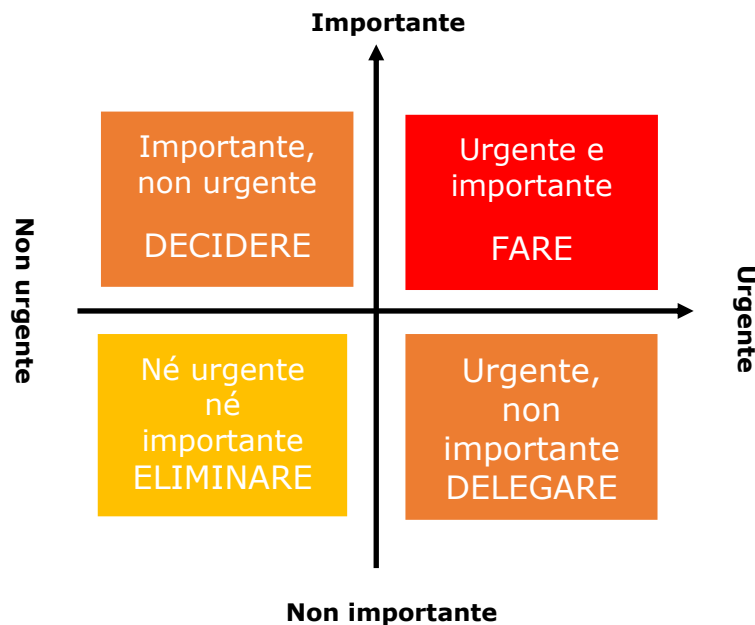 Importante
Importante,
non urgente
DECIDERE
Urgente e
importante
FARE
Non urgente
Urgente
Né urgente
né
importante
ELIMINARE
Urgente,
non
importante
DELEGARE
Non importante